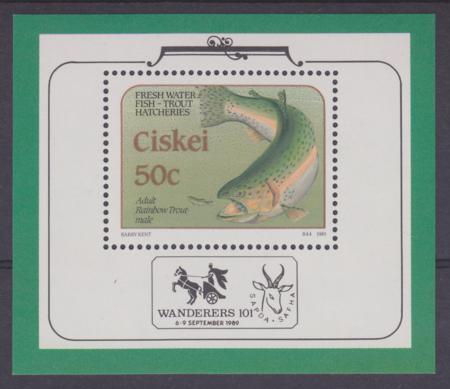 FRESH WATER
FISH - TROUT
HATCHERIES
Ciskei
50c
Adult
Rainbow Trout-
male
BARRY KENT
WANDERERS 101
6-9 SEPTEMBER 1989
SAPDA - SAFHA